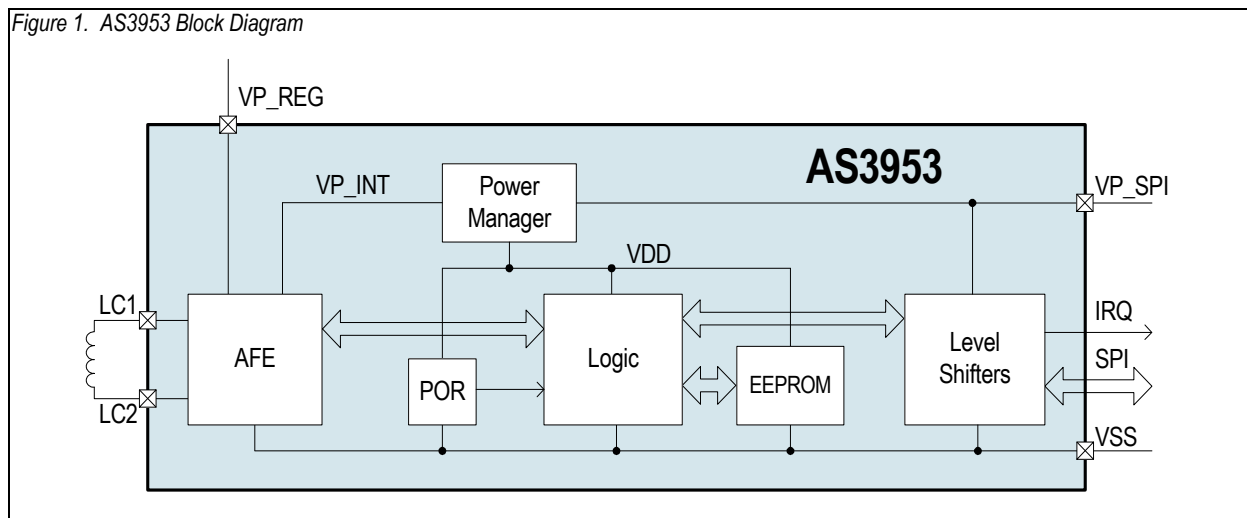 Figure 1. AS3953 Block Diagram
VP_REG
AS3953
VP_INT
Power
Manager
VP_SPI
VDD
LC1
AFE
Logic
Level
Shifters
IRQ
SPI
POR
EEPROM
LC2
VSS